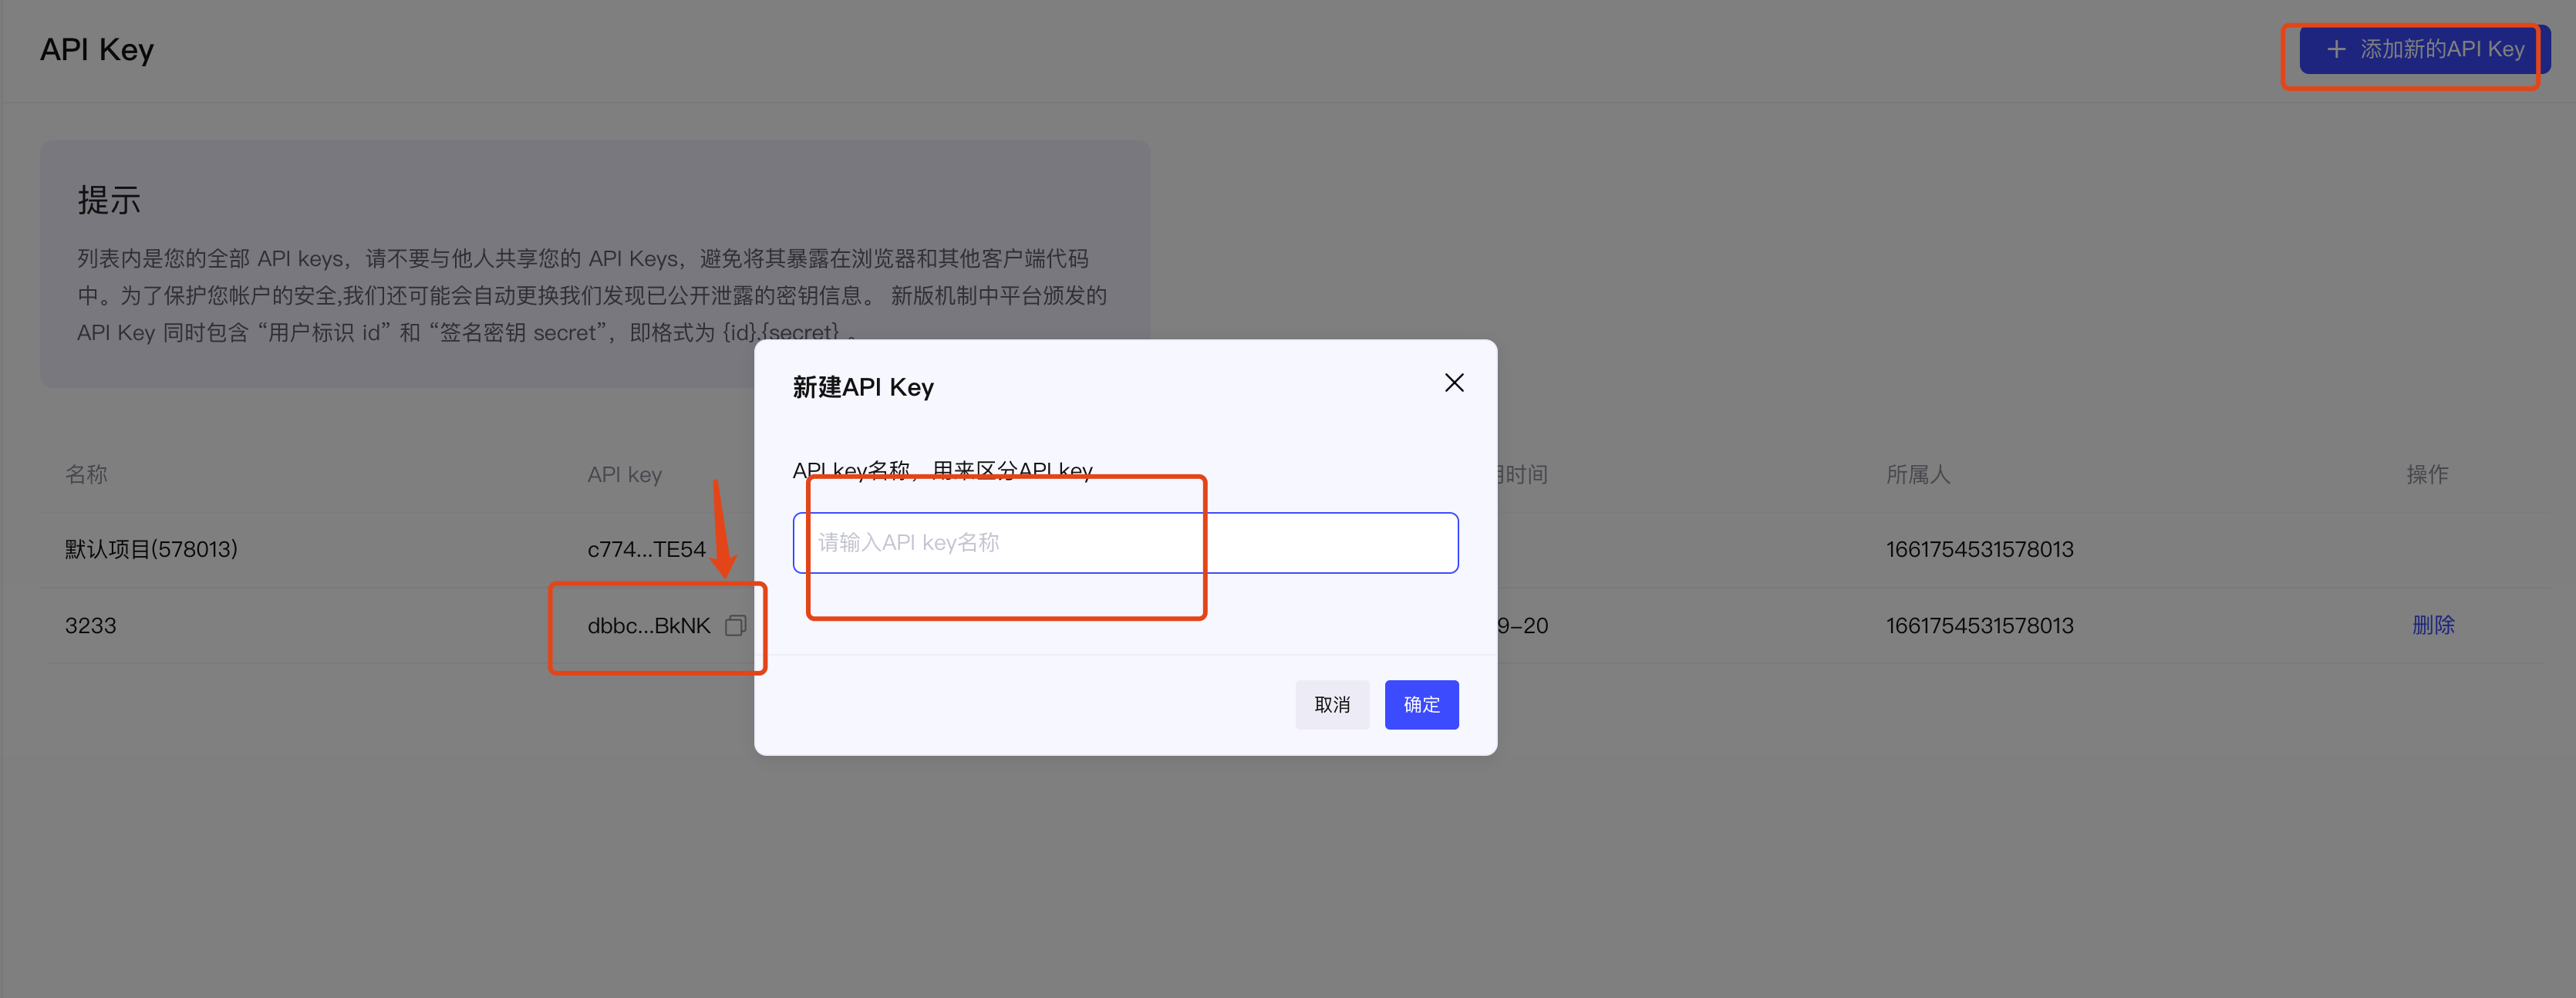 API Key
+ 添加新的API Key
提示
列表内是您的全部 API keys，请不要与他人共享您的 API Keys，避免将其暴露在浏览器和其他客户端代码
中。为了保护您帐户的安全,我们还可能会自动更换我们发现已公开泄露的密钥信息。 新版机制中平台颁发的
API Key 同时包含 “用户标识 id” 和 “签名密钥 secret”，即格式为 {id}.{secret} 。
新建API Key
API key名称，用来区分API key
请输入API key名称
取消
确定
名称
API key
用时间
所属人
操作
默认项目(578013)
c774...TE54
1661754531578013
3233
dbbc...BkNK
9-20
1661754531578013
删除